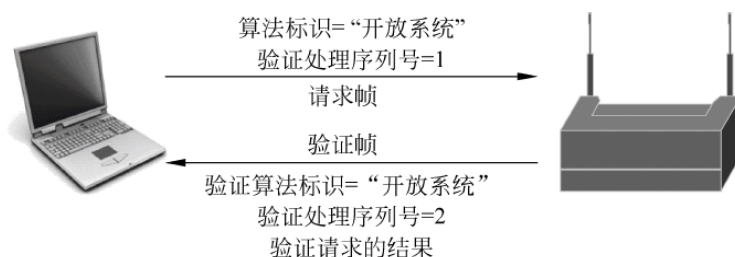 算法标识=“开放系统”
验证处理序列号=1
请求帧
验证帧
验证算法标识=“开放系统”
验证处理序列号=2
验证请求的结果